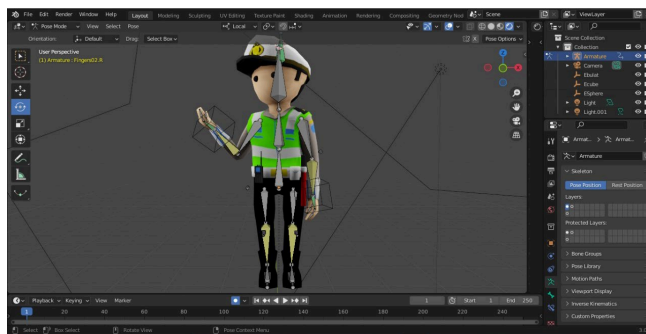 File Edit Render Window Help Layout Modeling Sculpting UV Editing Texture Paint Shading Animation Rendering Compositing Geometry Nod Scene ViewLayer
Pose Mode View Select Pose Local
Orientation: Default Drag: Select Box Pose Options
User Perspective
(1) Armature : Fingers02.R
Scene Collection
Collection
Armature
Camera
Ebulat
Ecube
ESphere
Light
Light.001
Armat... Armat...
Armature
Skeleton
Pose Position Rest Position
Layers:
Protected Layers:
Bone Groups
Pose Library
Motion Paths
Viewport Display
Inverse Kinematics
Custom Properties
Playback Keying View Marker 1 Start 1 End 250
1 20 40 60 80 100 120 140 160 180 200 220 240
Select Box Select Rotate View Pose Context Menu